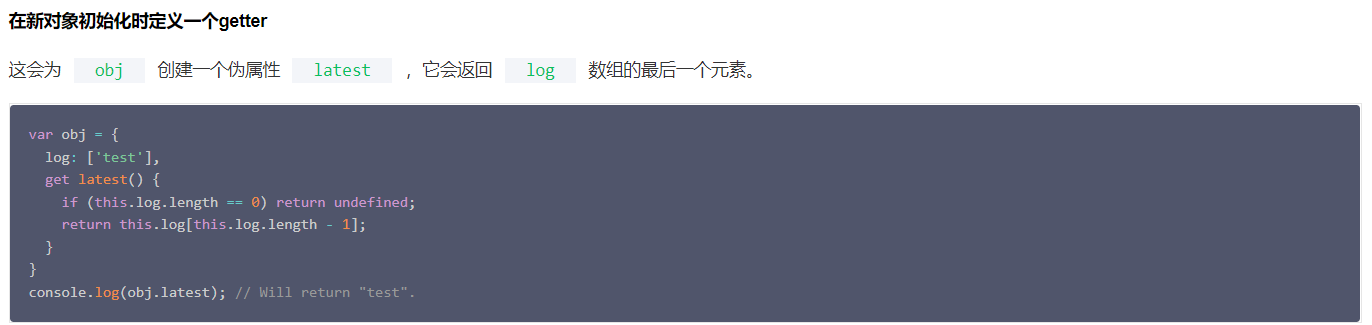 在新对象初始化时定义一个getter
这会为 obj 创建一个伪属性 latest ，它会返回 log 数组的最后一个元素。
var obj = {
  log: ['test'],
  get latest() {
    if (this.log.length == 0) return undefined;
    return this.log[this.log.length - 1];
  }
}
console.log(obj.latest); // Will return "test".